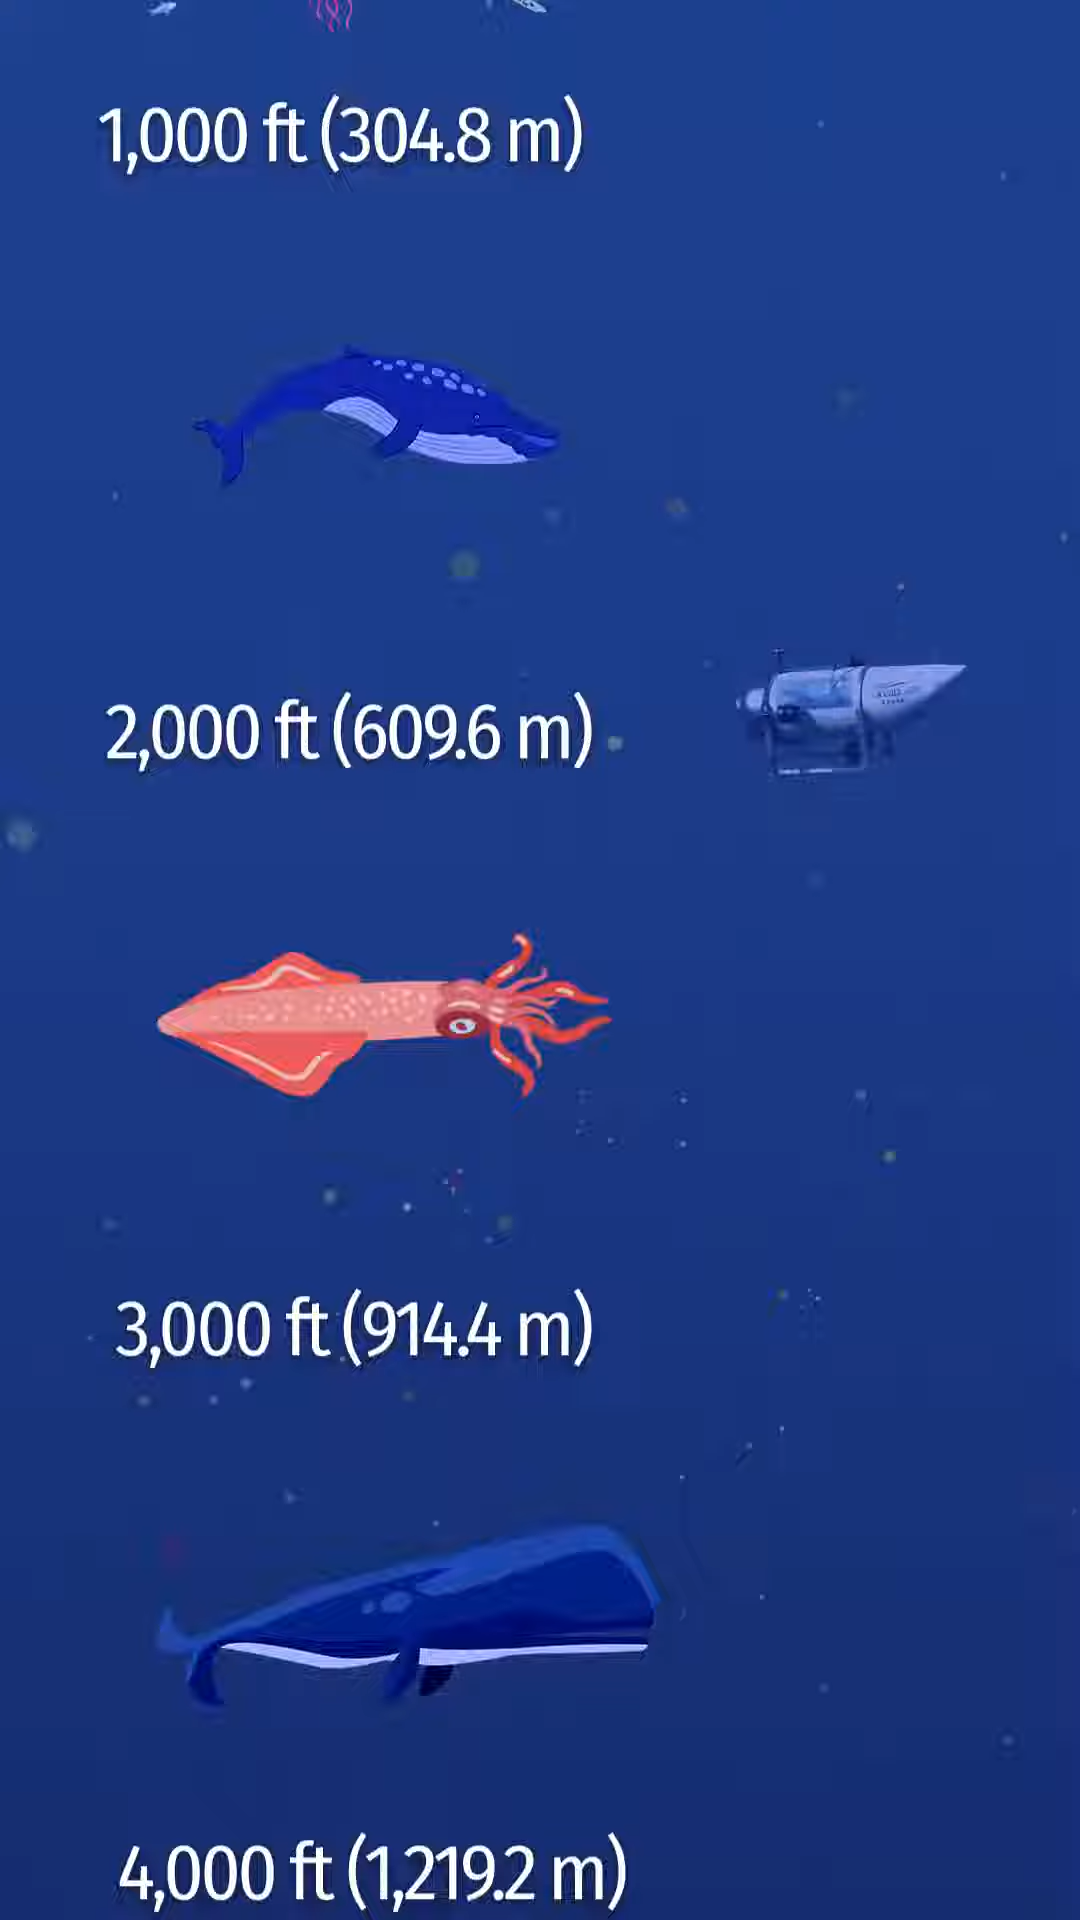 1,000 ft (304.8 m)
2,000 ft (609.6 m)
3,000 ft (914.4 m)
4,000 ft (1,219.2 m)